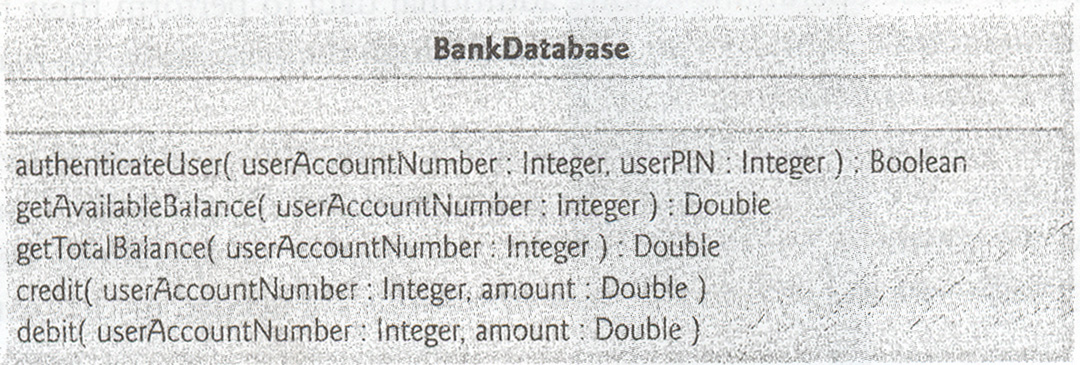 BankDatabase
authenticateUser( userAccountNumber : Integer, userPIN : Integer ) : Boolean
getAvailableBalance( userAccountNumber : Integer ) : Double
getTotalBalance( userAccountNumber : Integer ) : Double
credit( userAccountNumber : Integer, amount : Double )
debit( userAccountNumber : Integer, amount : Double )